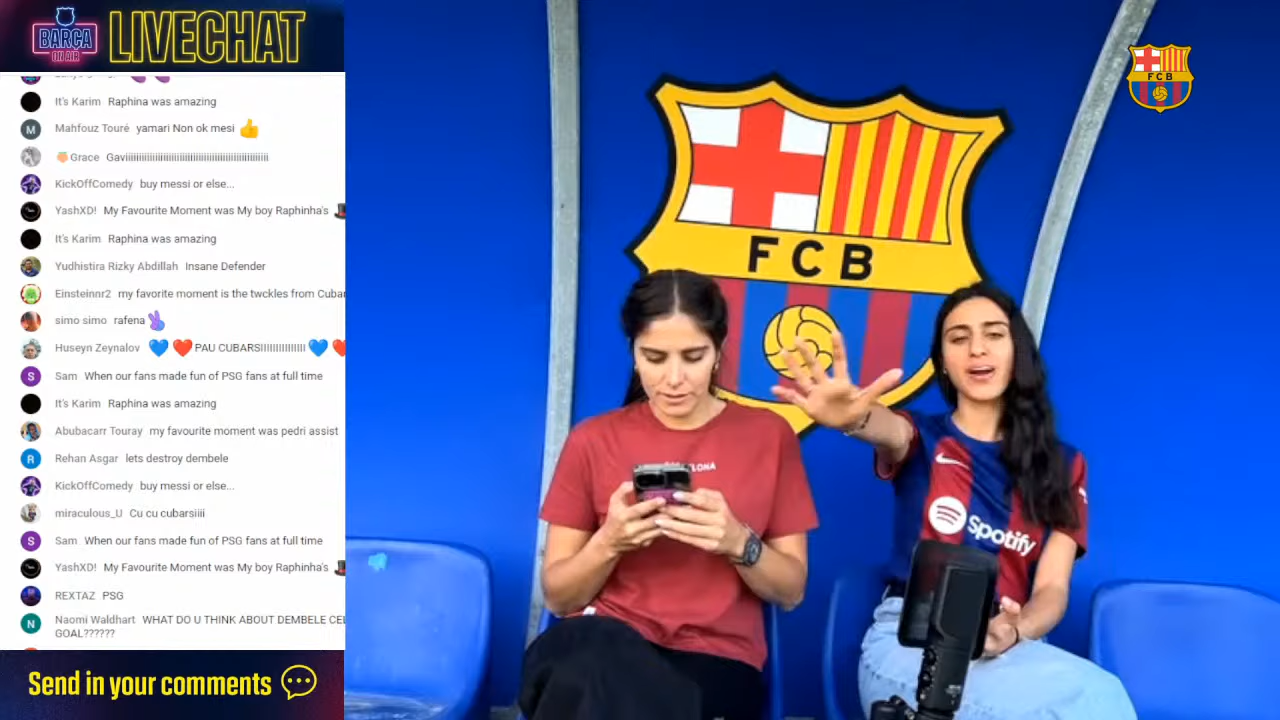 BARÇA
ON AIR
LIVECHAT
It's Karim Raphina was amazing
M Mahfouz Touré yamari Non ok mesi 👍
🍑Grace Gaviiiiiiiiiiiiiiiiiiiiiiiiiiiiiiiiiiiiiiiiiiiii
KickOffComedy buy messi or else...
YashXD! My Favourite Moment was My boy Raphinha's 🎩
It's Karim Raphina was amazing
Yudhistira Rizky Abdillah Insane Defender
Einsteinnr2 my favorite moment is the twckles from Cubar
simo simo rafena
Huseyn Zeynalov 💙 ❤️ PAU CUBARSIIIIIIIIIIIIII 💙 ❤️
S Sam When our fans made fun of PSG fans at full time
It's Karim Raphina was amazing
Abubacarr Touray my favourite moment was pedri assist
R Rehan Asgar lets destroy dembele
KickOffComedy buy messi or else...
miraculous_U Cu cu cubarsiiii
S Sam When our fans made fun of PSG fans at full time
YashXD! My Favourite Moment was My boy Raphinha's 🎩
REXTAZ PSG
N Naomi Waldhart WHAT DO U THINK ABOUT DEMBELE CEL
GOAL??????
Send in your comments
FCB
FCB
Spotify